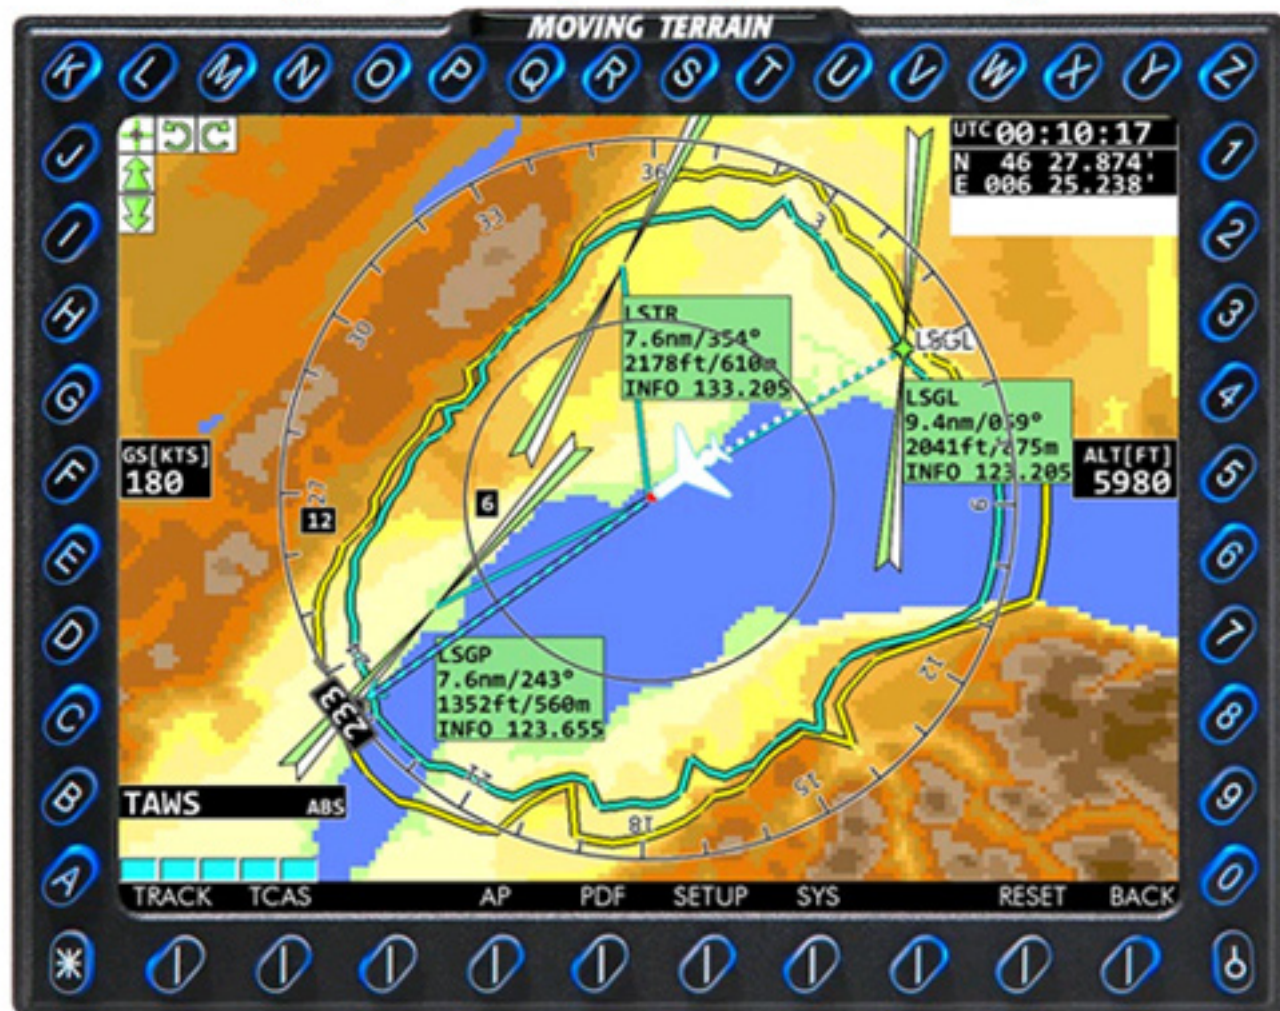 MOVING TERRAIN
K L M N O P Q R S T U V W X Y Z
J
I
H
G
F
E
D
C
B
A
1
2
3
4
5
6
7
8
9
0
UTC 00:10:17
N 46 27.874'
E 006 25.238'
36
33
30
27
3
12
6
LSTR
7.6nm/354°
2178ft/610m
INFO 133.205
LSGL
LSGL
9.4nm/059°
2041ft/875m
INFO 123.205
GS[KTS]
180
ALT[FT]
5980
9
LSGP
7.6nm/243°
1352ft/560m
INFO 123.655
233
21
18
15
12
TAWS ABS
TRACK TCAS AP PDF SETUP SYS RESET BACK